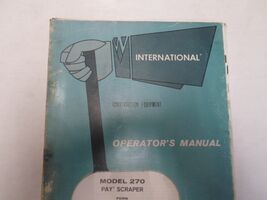 INTERNATIONAL®
CONSTRUCTION EQUIPMENT
OPERATOR'S MANUAL
MODEL 270
PAY® SCRAPER